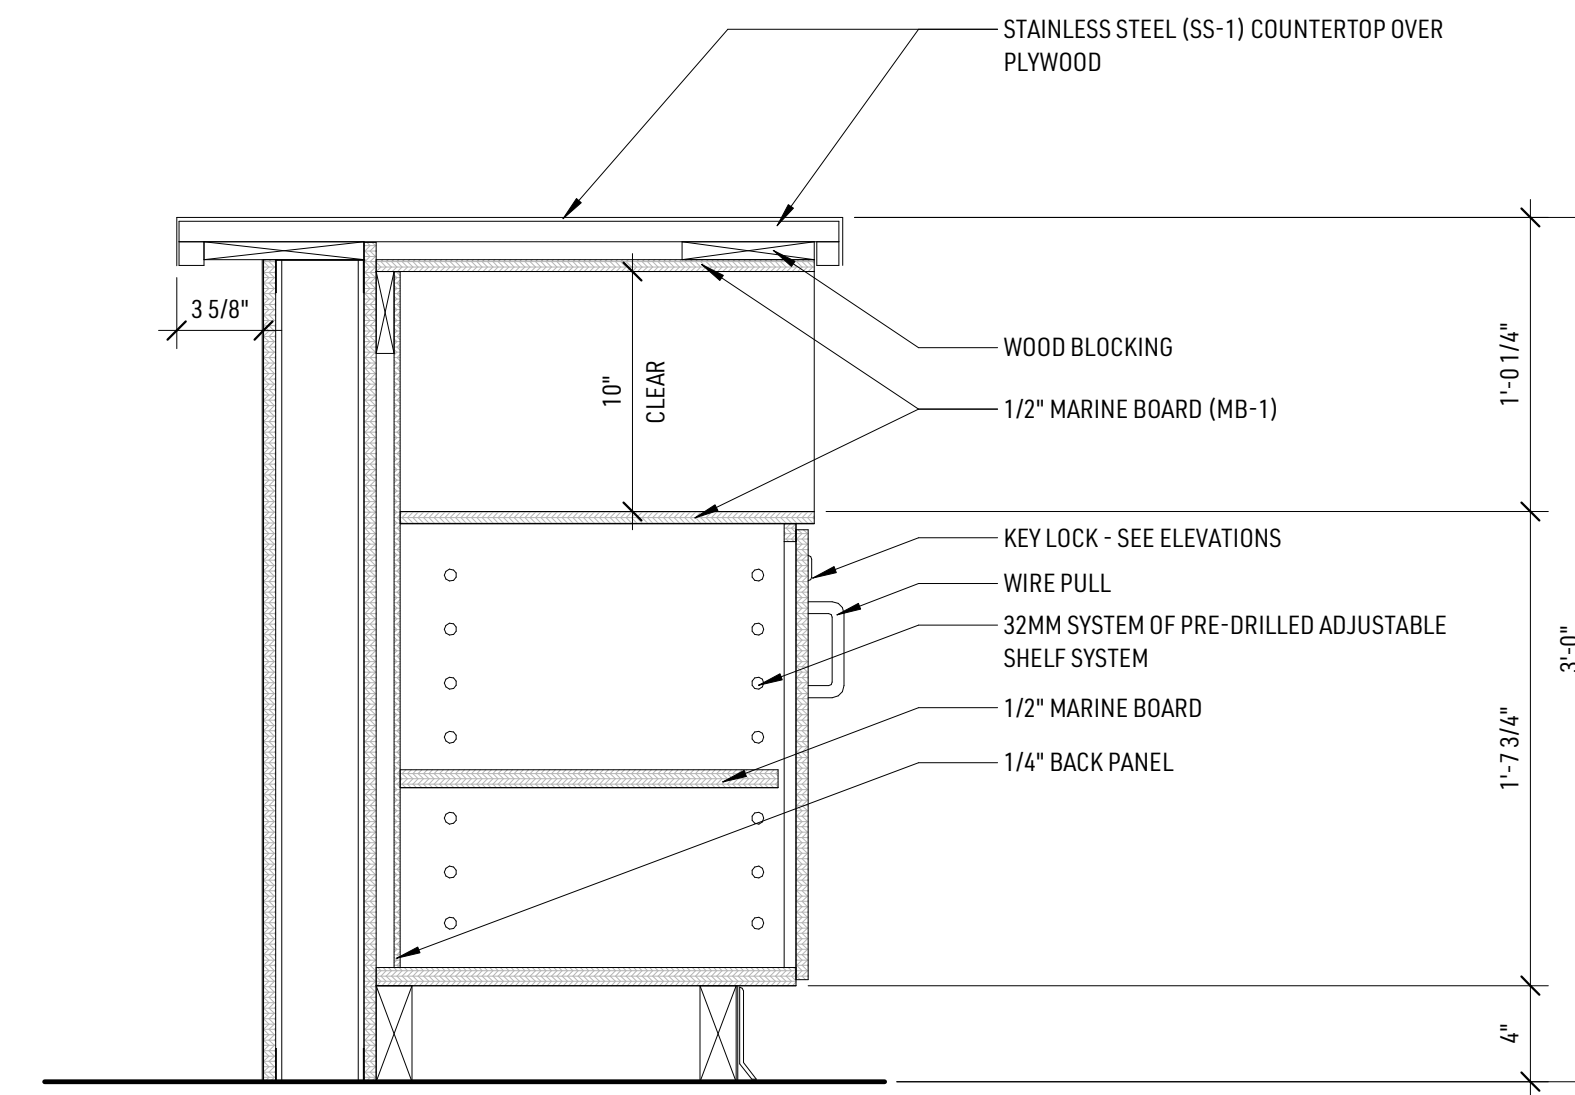 STAINLESS STEEL (SS-1) COUNTERTOP OVER
PLYWOOD
3 5/8"
10"
CLEAR
WOOD BLOCKING
1/2" MARINE BOARD (MB-1)
KEY LOCK - SEE ELEVATIONS
WIRE PULL
32MM SYSTEM OF PRE-DRILLED ADJUSTABLE
SHELF SYSTEM
1/2" MARINE BOARD
1/4" BACK PANEL
1'-0 1/4"
1'-7 3/4"
4"
3'-0"